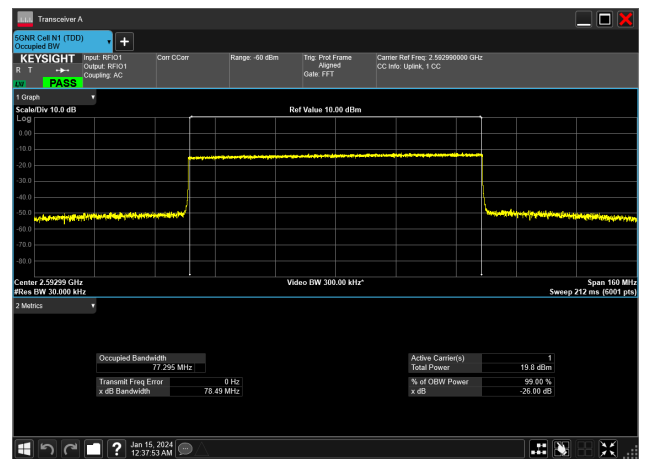 Transceiver A
5GNR Cell N1 (TDD)
Occupied BW
KEYSIGHT
R T
PASS
Input: RFIO1
Output: RFIO1
Coupling: AC
Corr CCorr
Range: -60 dBm
Trig: Prot Frame
Aligned
Gate: FFT
Carrier Ref Freq: 2.592990000 GHz
CC Info: Uplink, 1 CC
1 Graph
Scale/Div 10.0 dB
Ref Value 10.00 dBm
Log
0.00
-10.0
-20.0
-30.0
-40.0
-50.0
-60.0
-70.0
-80.0
Center 2.59299 GHz
Video BW 300.00 kHz*
Span 160 MHz
#Res BW 30.000 kHz
Sweep 212 ms (6001 pts)
2 Metrics
Occupied Bandwidth
77.295 MHz
Transmit Freq Error 0 Hz
x dB Bandwidth 78.49 MHz
Active Carrier(s) 1
Total Power 19.8 dBm
% of OBW Power 99.00 %
x dB -26.00 dB
?
Jan 15, 2024
12:37:53 AM